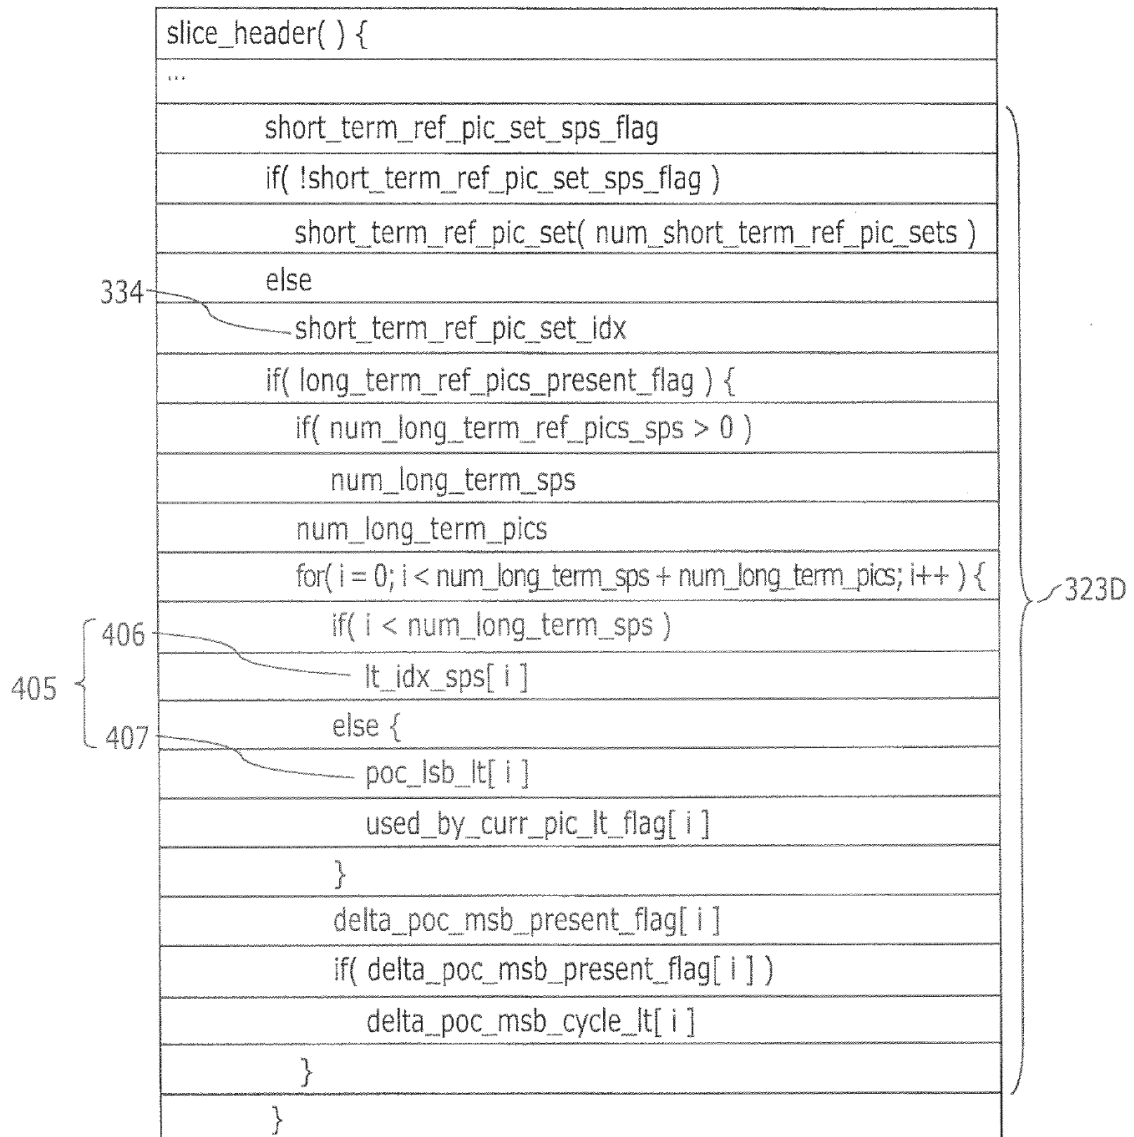 slice_header( ) {
...
short_term_ref_pic_set_sps_flag
if( !short_term_ref_pic_set_sps_flag )
short_term_ref_pic_set( num_short_term_ref_pic_sets )
else
334
short_term_ref_pic_set_idx
if( long_term_ref_pics_present_flag ) {
if( num_long_term_ref_pics_sps > 0 )
num_long_term_sps
num_long_term_pics
for( i = 0; i < num_long_term_sps + num_long_term_pics; i++ ) {
323D
406
if( i < num_long_term_sps )
405
lt_idx_sps[ i ]
407
else {
poc_lsb_lt[ i ]
used_by_curr_pic_lt_flag[ i ]
}
delta_poc_msb_present_flag[ i ]
if( delta_poc_msb_present_flag[ i ] )
delta_poc_msb_cycle_lt[ i ]
}
}